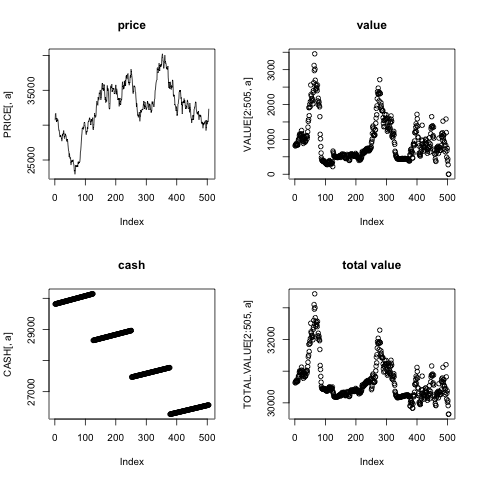 price
PRICE[, a]
25000 35000
0 100 200 300 400 500
Index
value
VALUE[2:505, a]
0 1000 2000 3000
0 100 200 300 400 500
Index
cash
CASH[, a]
27000 29000
0 100 200 300 400 500
Index
total value
TOTAL.VALUE[2:505, a]
30000 32000
0 100 200 300 400 500
Index